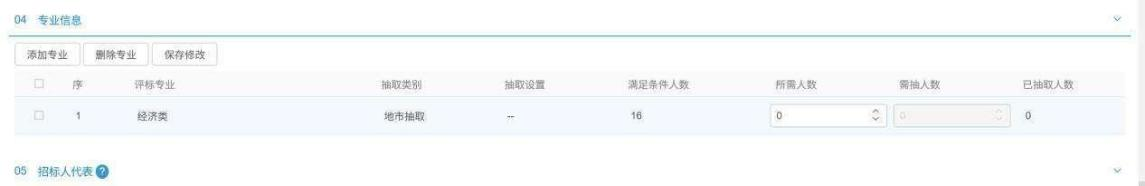 04 专业信息
添加专业 删除专业 保存修改
序 评标专业 抽取类别 抽取设置 满足条件人数 所需人数 需抽人数 已抽取人数
1 经济类 地市抽取 -- 16 0 0 0
05 招标人代表 ?